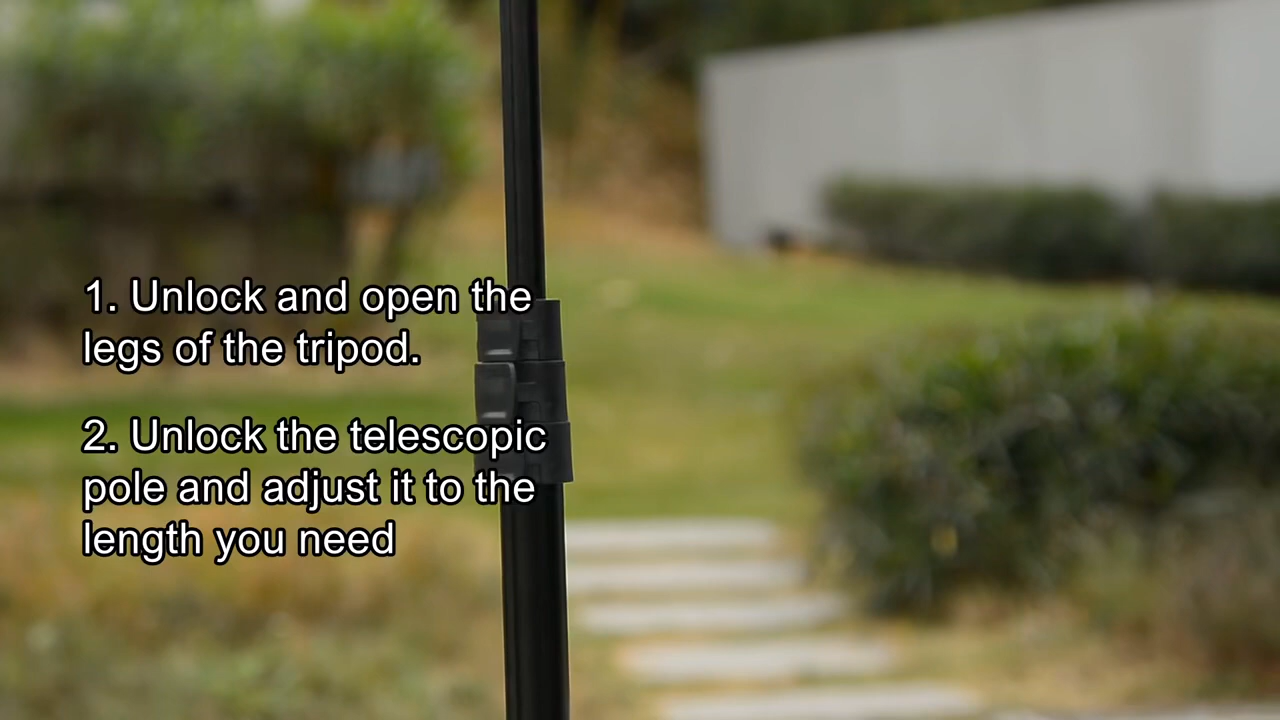 1. Unlock and open the
legs of the tripod.
2. Unlock the telescopic
pole and adjust it to the
length you need